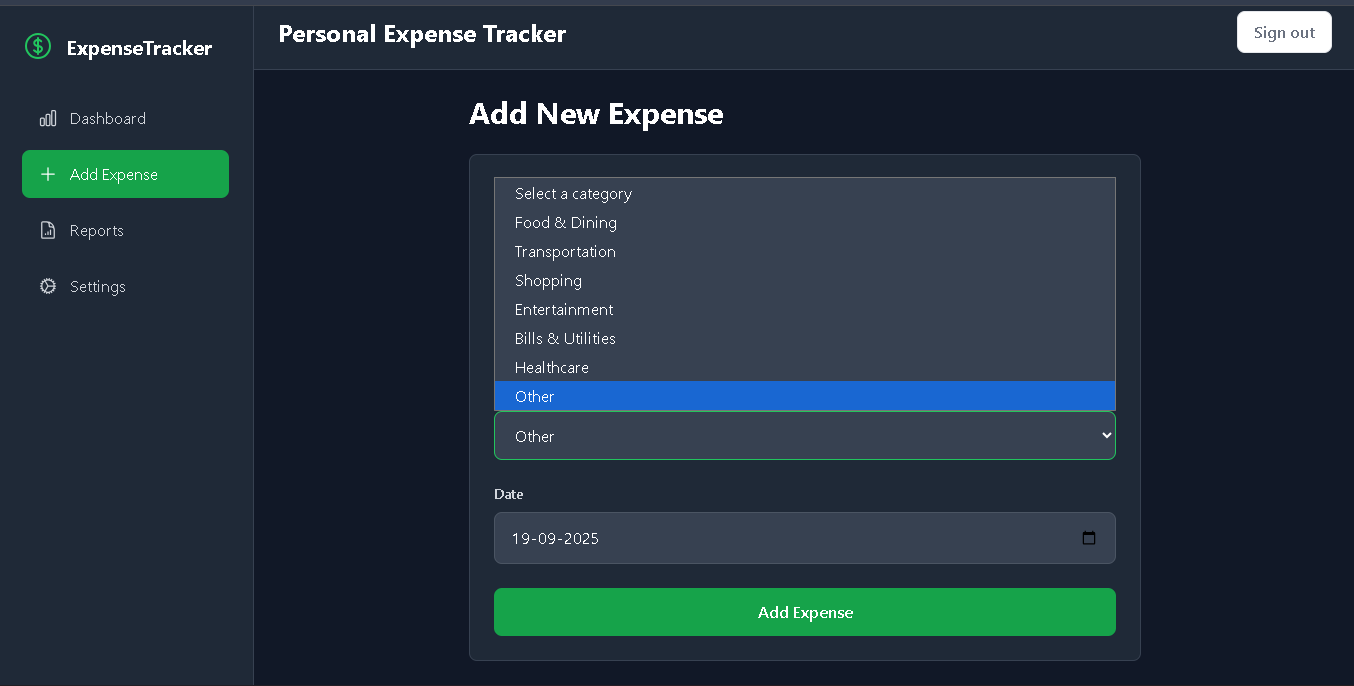 ExpenseTracker
Personal Expense Tracker
Sign out
Dashboard
Add Expense
Reports
Settings
Add New Expense
Select a category
Food & Dining
Transportation
Shopping
Entertainment
Bills & Utilities
Healthcare
Other
Other
Date
19-09-2025
Add Expense